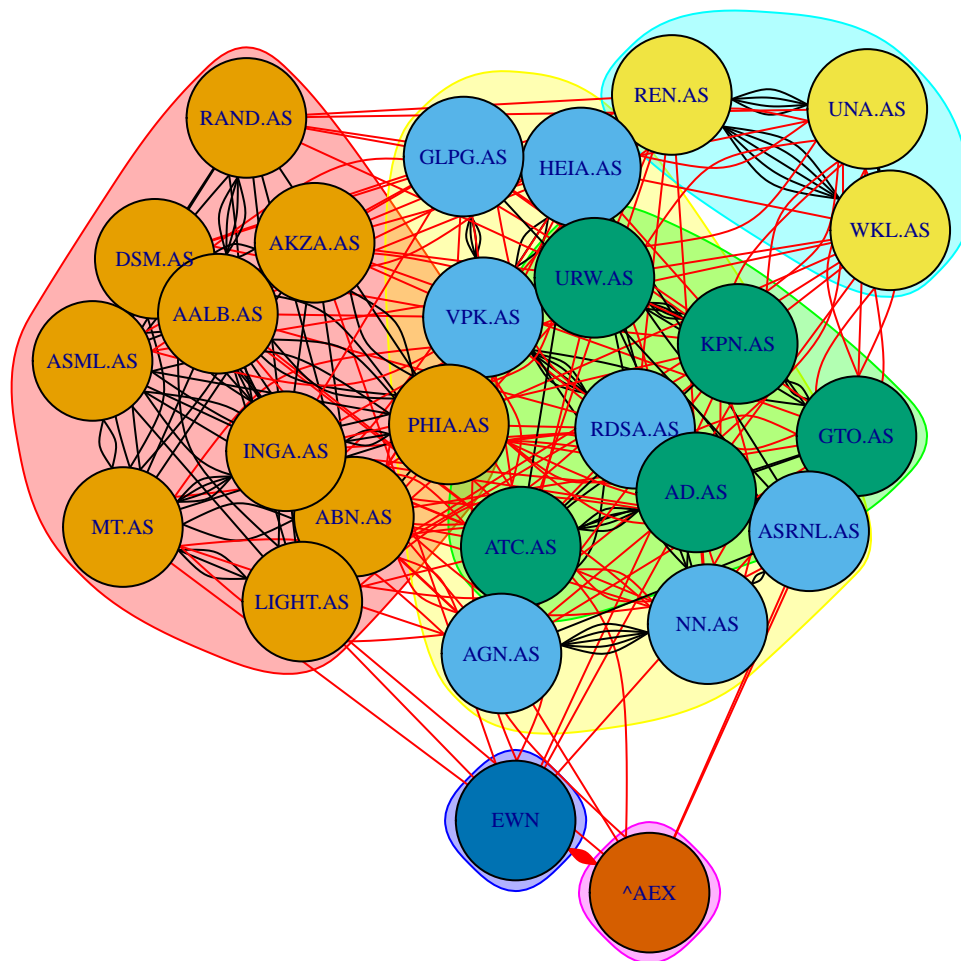 REN.AS
UNA.AS
RAND.AS
GLPG.AS
HEIA.AS
WKL.AS
AKZA.AS
DSM.AS
URW.AS
AALB.AS
VPK.AS
KPN.AS
ASML.AS
PHIA.AS
RDSA.AS
GTO.AS
INGA.AS
AD.AS
ABN.AS
MT.AS
ASRNL.AS
ATC.AS
LIGHT.AS
NN.AS
AGN.AS
EWN
^AEX